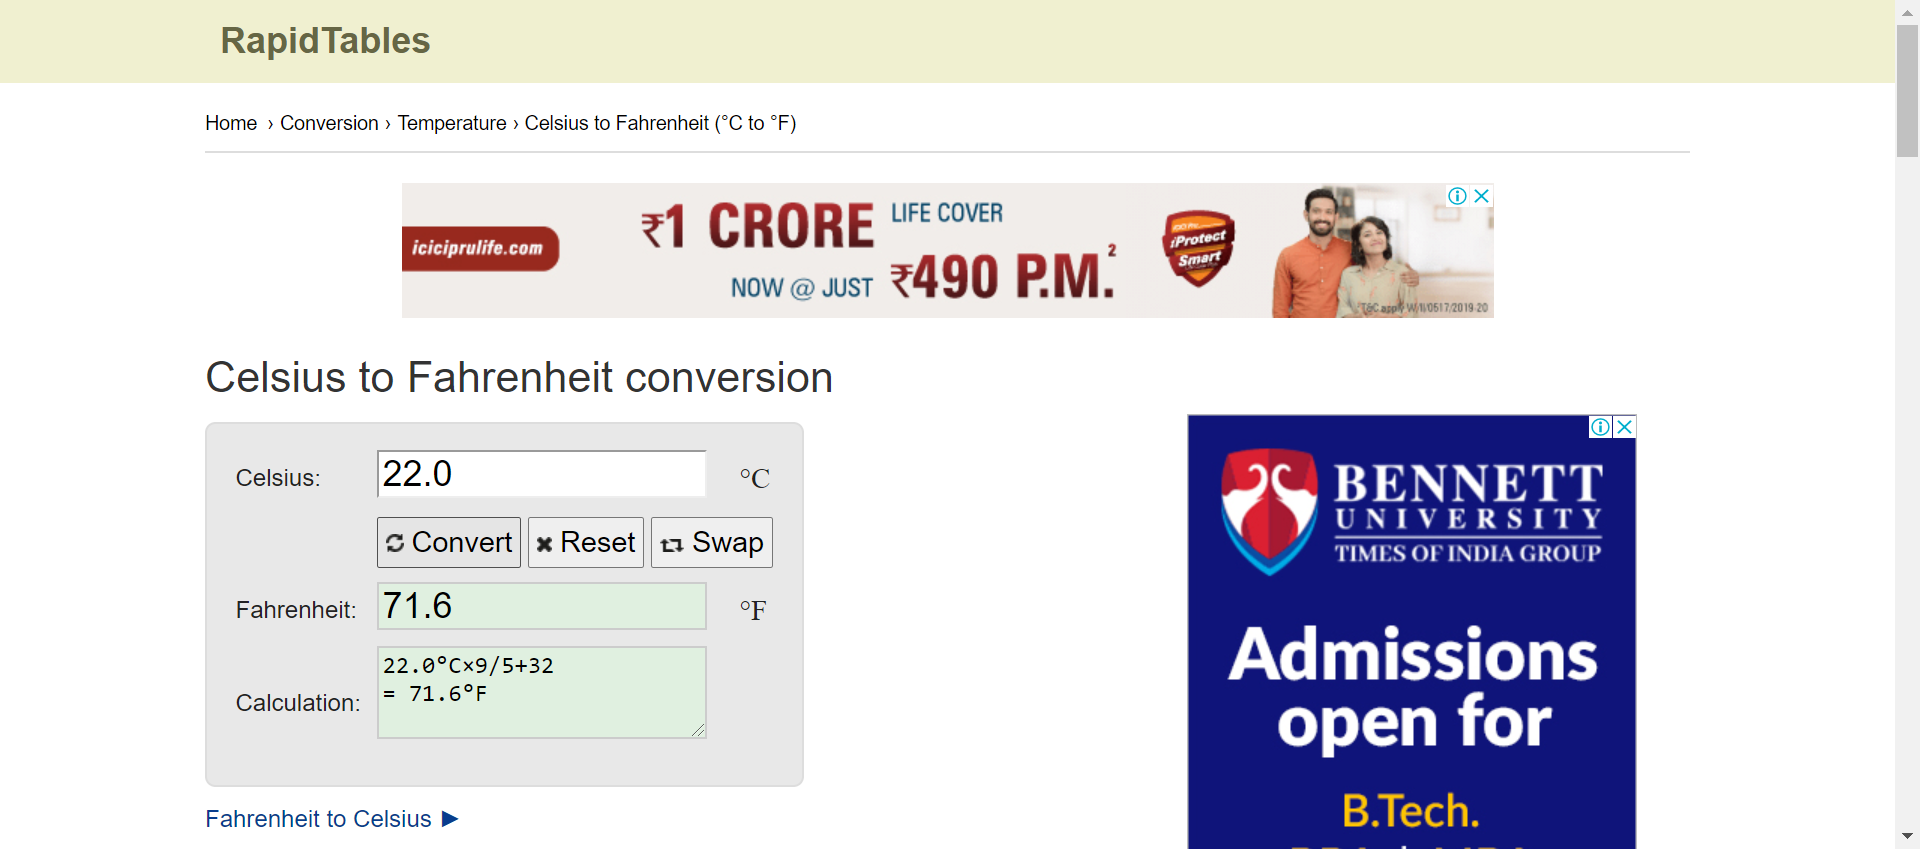 RapidTables
Home › Conversion › Temperature › Celsius to Fahrenheit (°C to °F)
iciciprulife.com
₹1 CRORE LIFE COVER
NOW @ JUST ₹490 P.M.²
iProtect
Smart
T&C apply W/II/0517/2019-20
Celsius to Fahrenheit conversion
Celsius: 22.0 °C
Convert Reset Swap
Fahrenheit: 71.6 °F
Calculation: 22.0°C×9/5+32
= 71.6°F
Fahrenheit to Celsius ►
BENNETT
UNIVERSITY
TIMES OF INDIA GROUP
Admissions
open for
B.Tech.